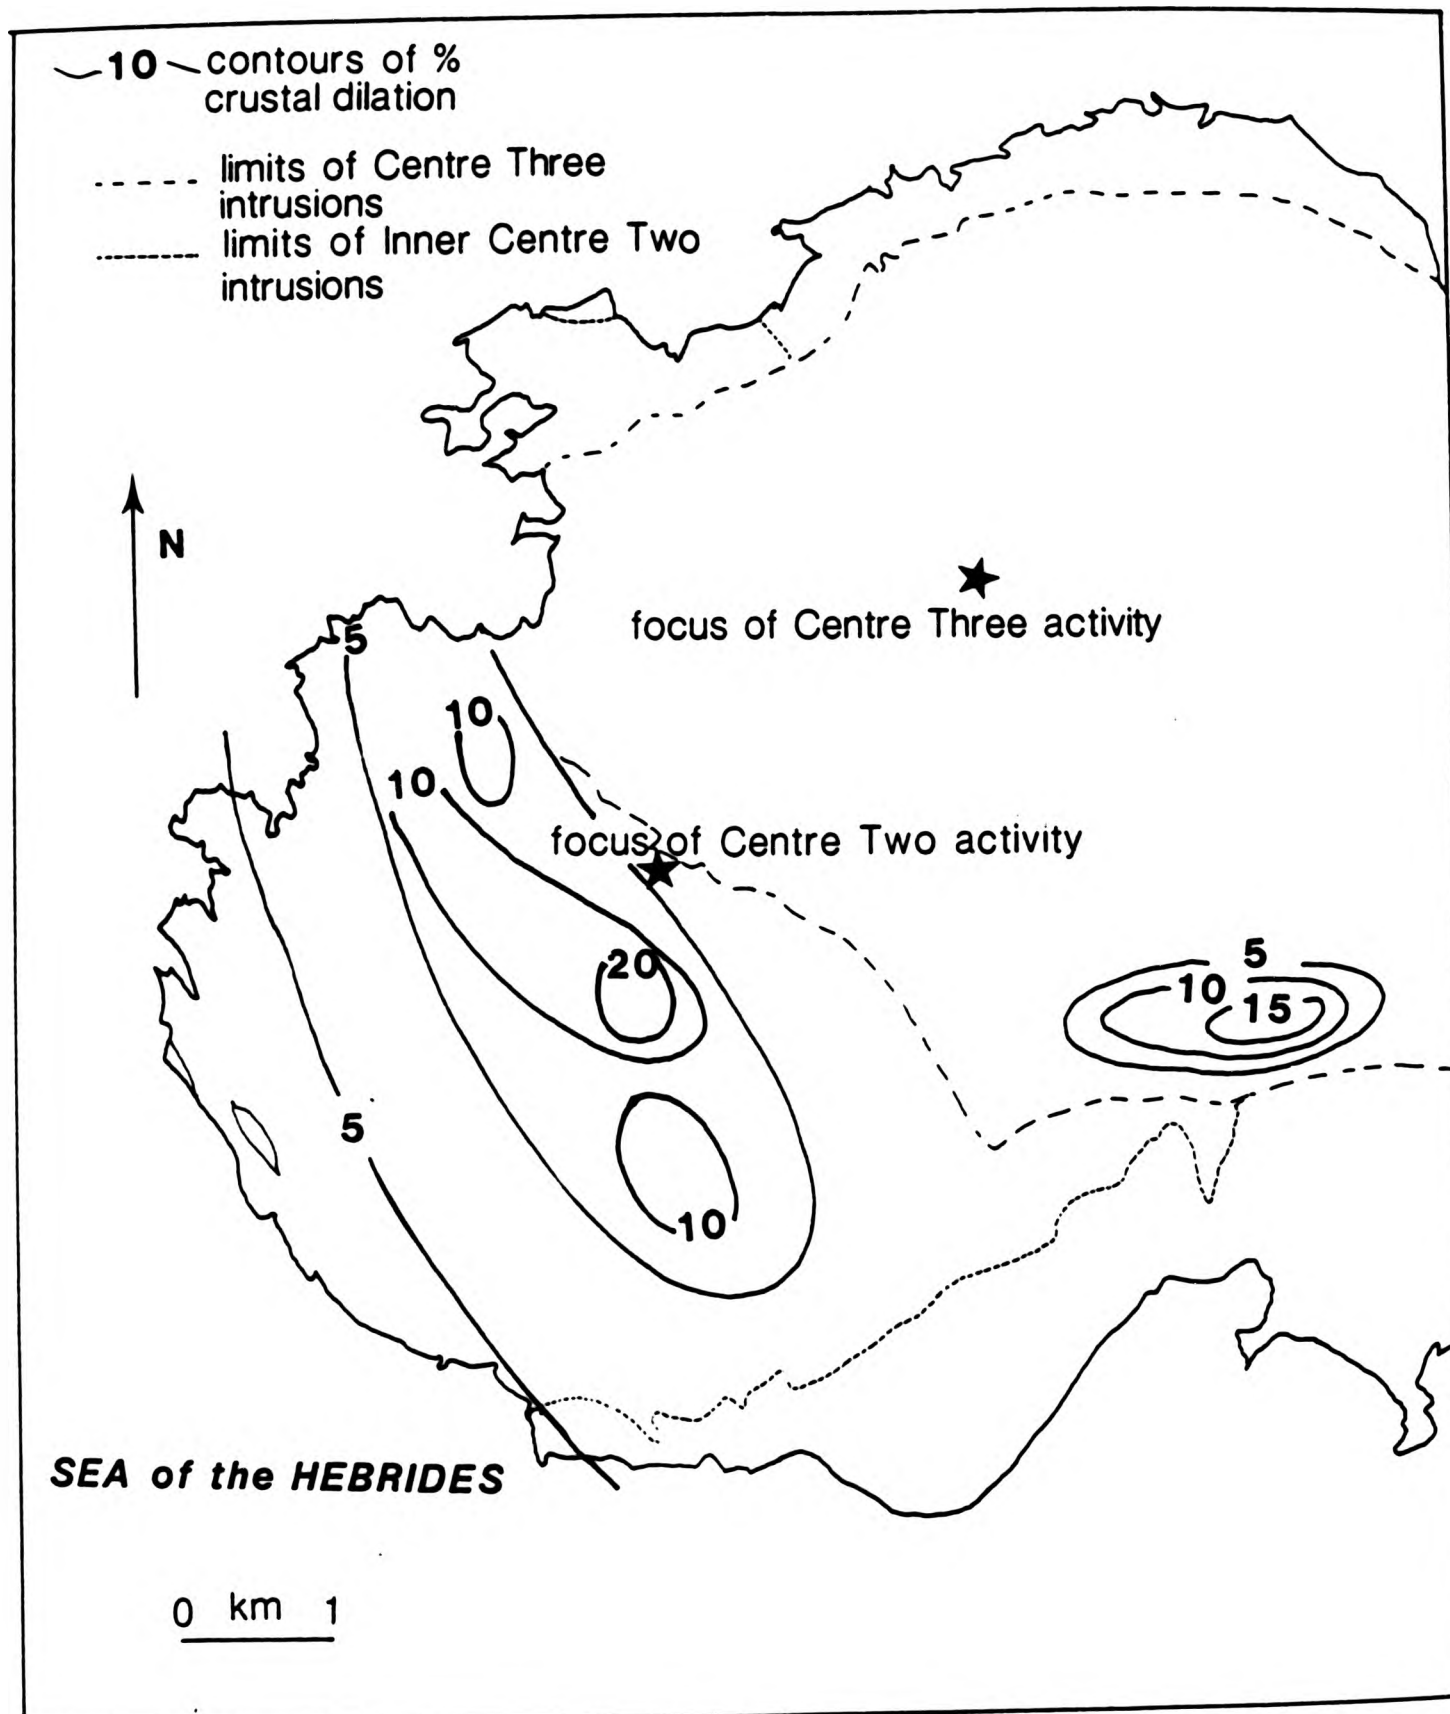 10 contours of %
crustal dilation
limits of Centre Three
intrusions
limits of Inner Centre Two
intrusions
N
focus of Centre Three activity
5
10
10
focus of Centre Two activity
20
5
10
15
5
10
SEA of the HEBRIDES
0 km 1